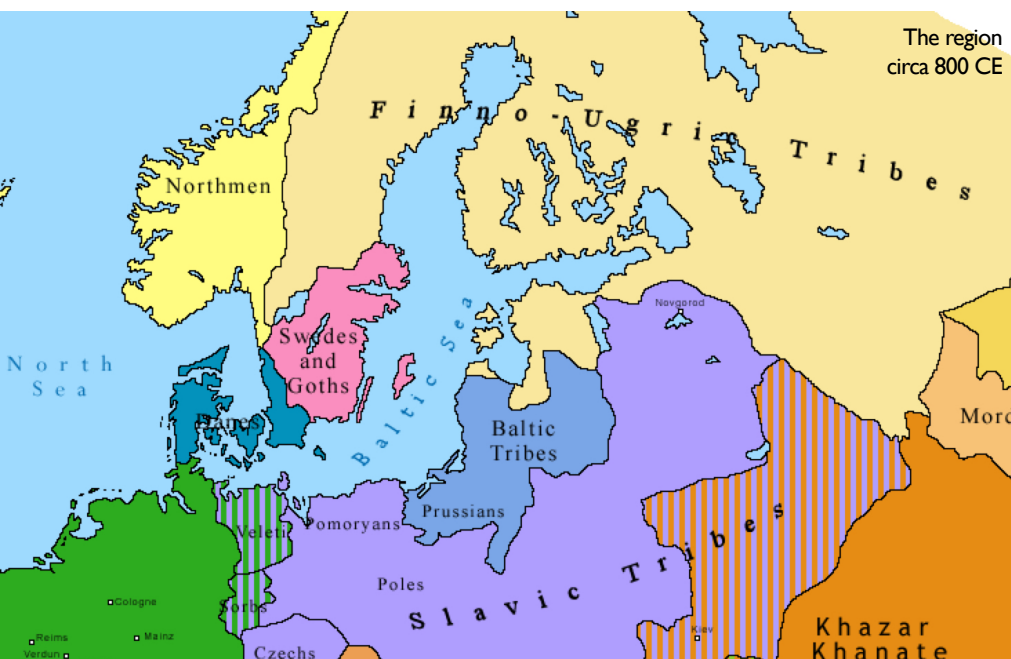 The region
circa 800 CE
Finno-Ugric Tribes
Northmen
Novgorod
Swedes
and
Goths
North
Sea
Baltic Sea
Danes
Baltic
Tribes
Prussians
Pomoryans
Veleti
Poles
Slavic Tribes
Sorbs
Cologne
Reims
Mainz
Verdun
Czechs
Kiev
Khazar
Khanate